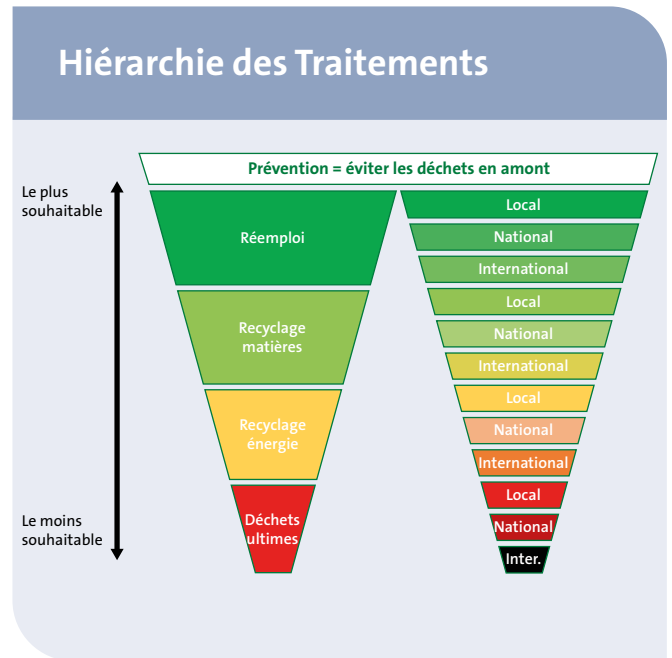 Hiérarchie des Traitements
Prévention = éviter les déchets en amont
Le plus
souhaitable
Réemploi
Recyclage
matières
Recyclage
énergie
Déchets
ultimes
Le moins
souhaitable
Local
National
International
Local
National
International
Local
National
International
Local
National
Inter.